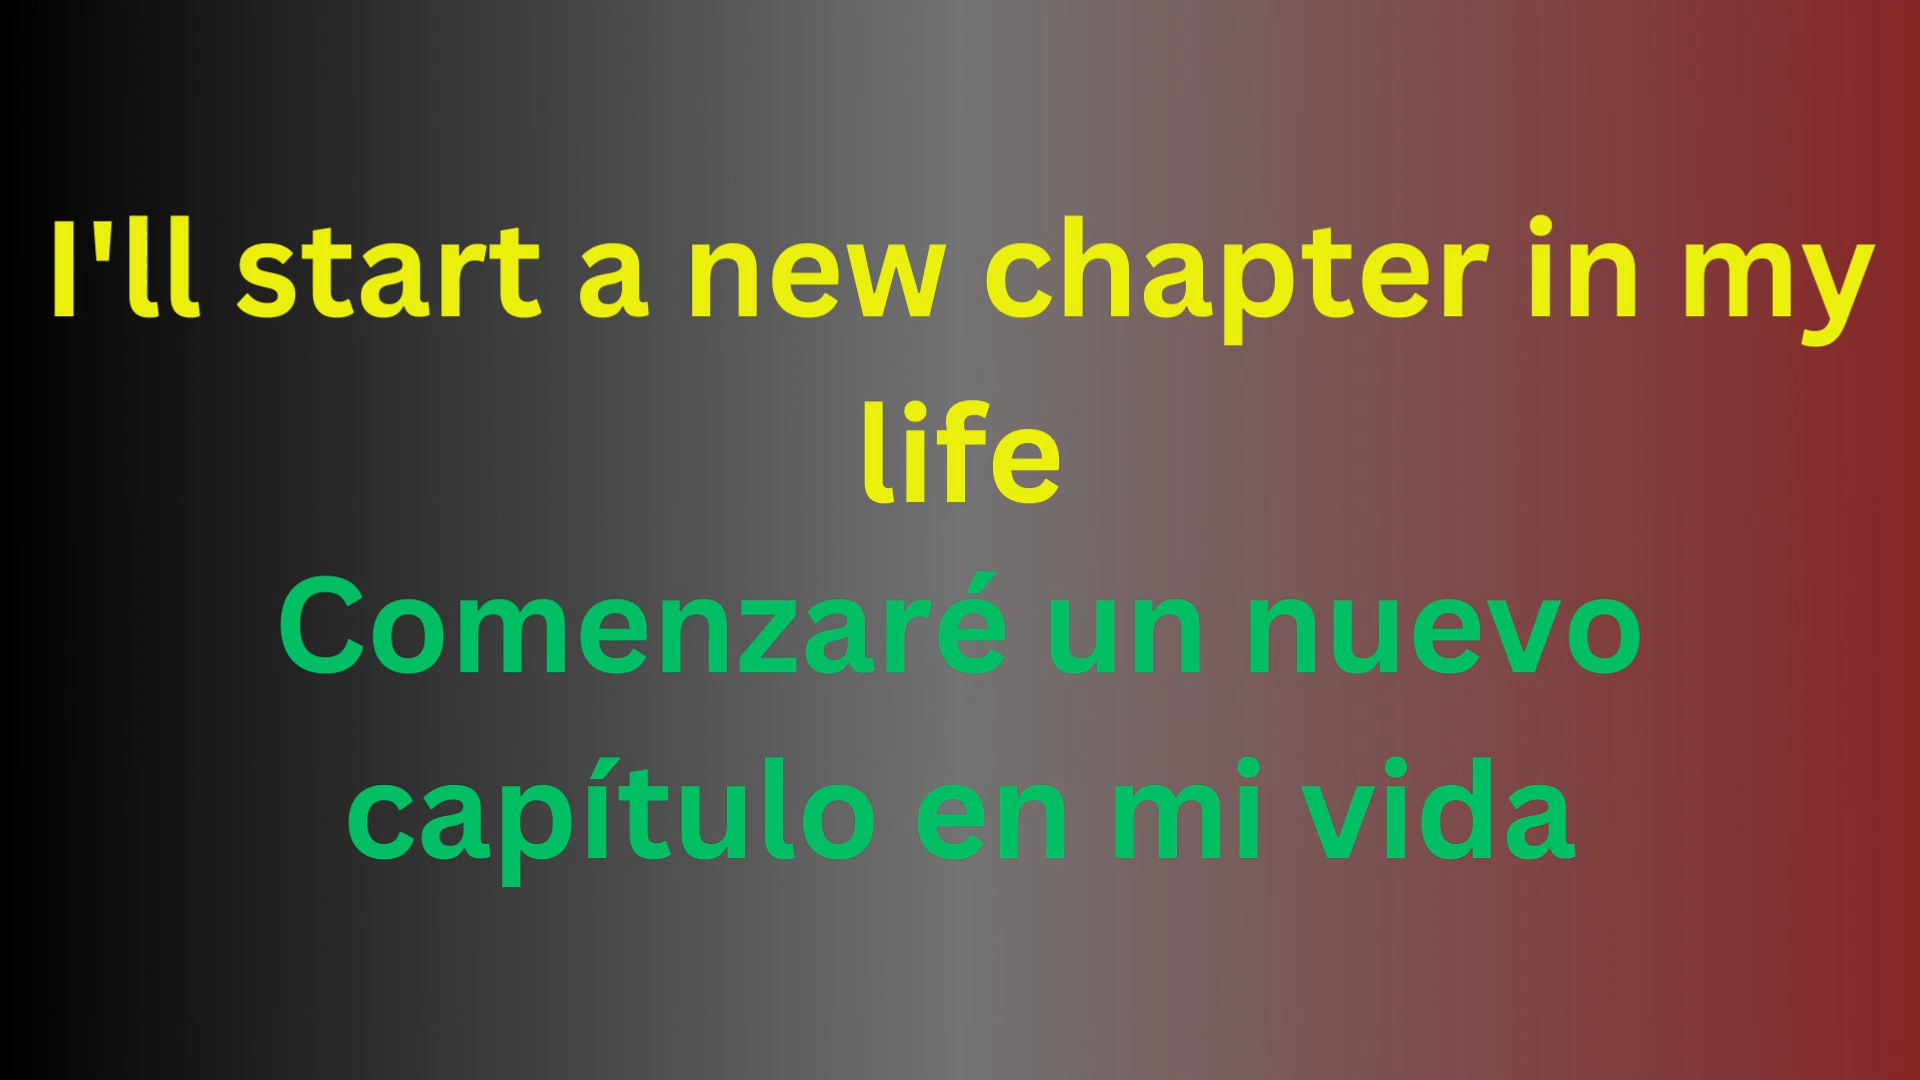 I'll start a new chapter in my
life
Comenzaré un nuevo
capítulo en mi vida